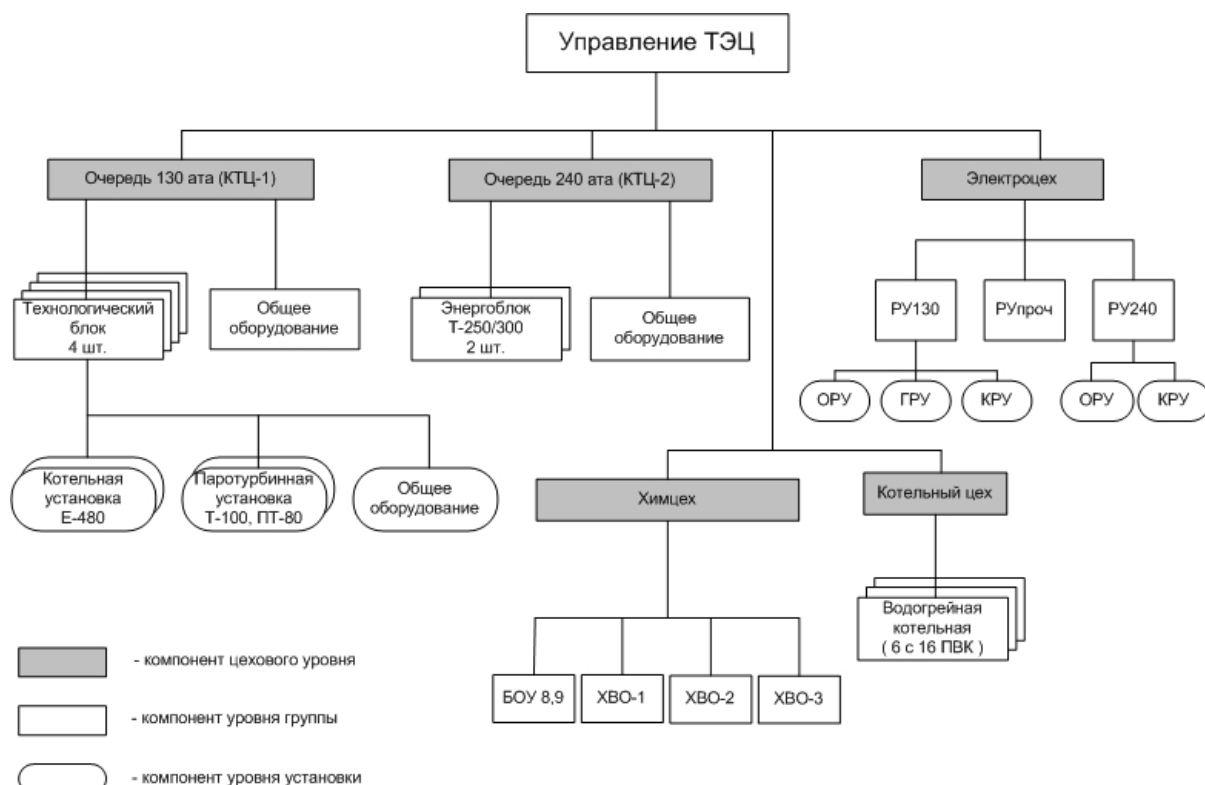 Управление ТЭЦ
Очередь 130 ата (КТЦ-1)
Очередь 240 ата (КТЦ-2)
Электроцех
Технологический
блок
4 шт.
Общее
оборудование
Энергоблок
Т-250/300
2 шт.
Общее
оборудование
РУ130
РУпроч
РУ240
ОРУ
ГРУ
КРУ
ОРУ
КРУ
Котельная
установка
Е-480
Паротурбинная
установка
Т-100, ПТ-80
Общее
оборудование
Химцех
Котельный цех
Водогрейная
котельная
( 6 с 16 ПВК )
БОУ 8,9
ХВО-1
ХВО-2
ХВО-3
- компонент цехового уровня
- компонент уровня группы
- компонент уровня установки